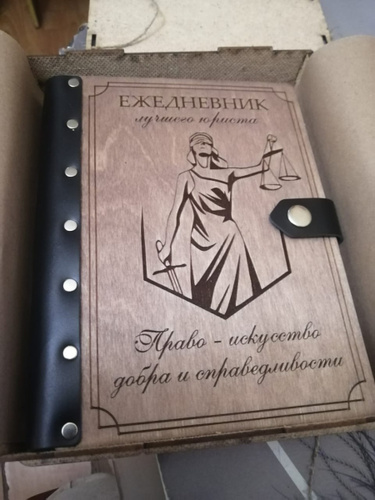 ЕЖЕДНЕВНИК
лучшего юриста
Право - искусство
добра и справедливости